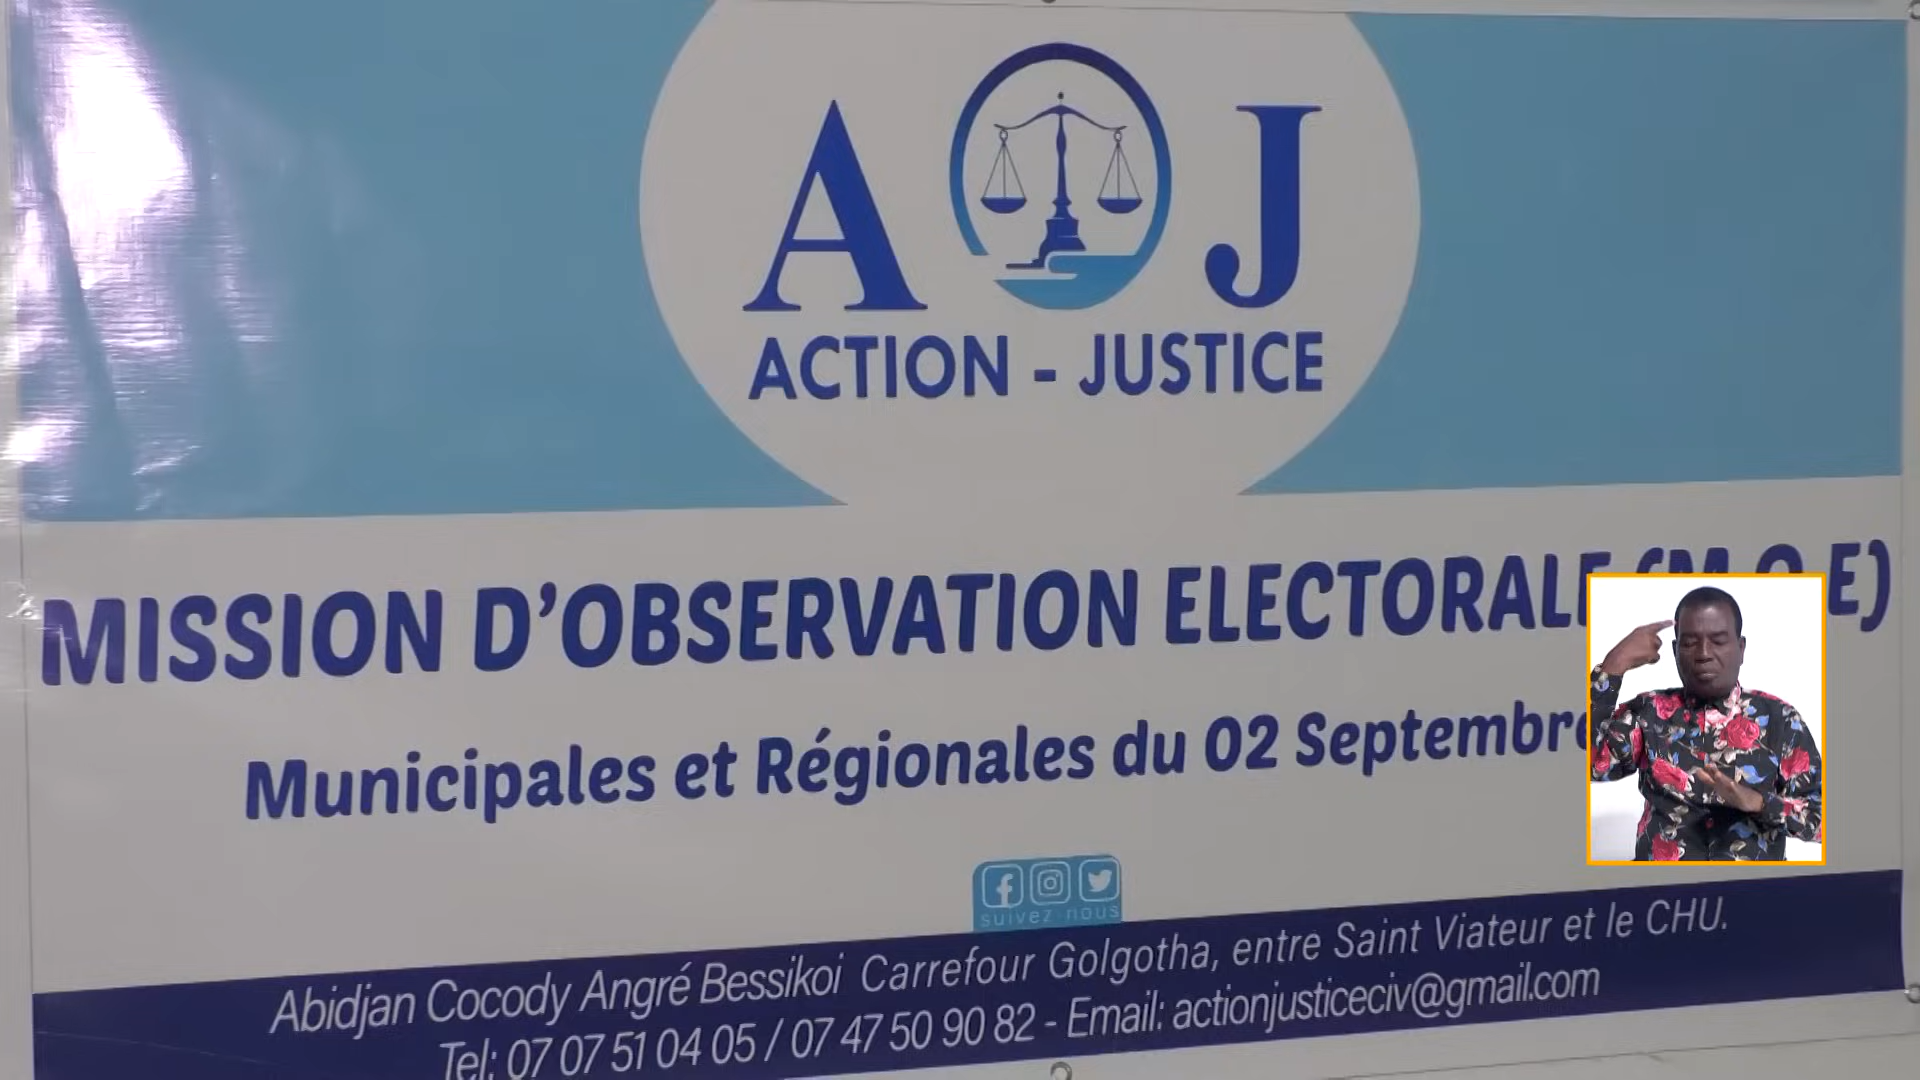 A J
ACTION - JUSTICE
MISSION D'OBSERVATION ELECTORALE (M.O.E)
Municipales et Régionales du 02 Septembre
suivez-nous
Abidjan Cocody Angré Bessikoi Carrefour Golgotha, entre Saint Viateur et le CHU.
Tel: 07 07 51 04 05 / 07 47 50 90 82 - Email: actionjusticeciv@gmail.com